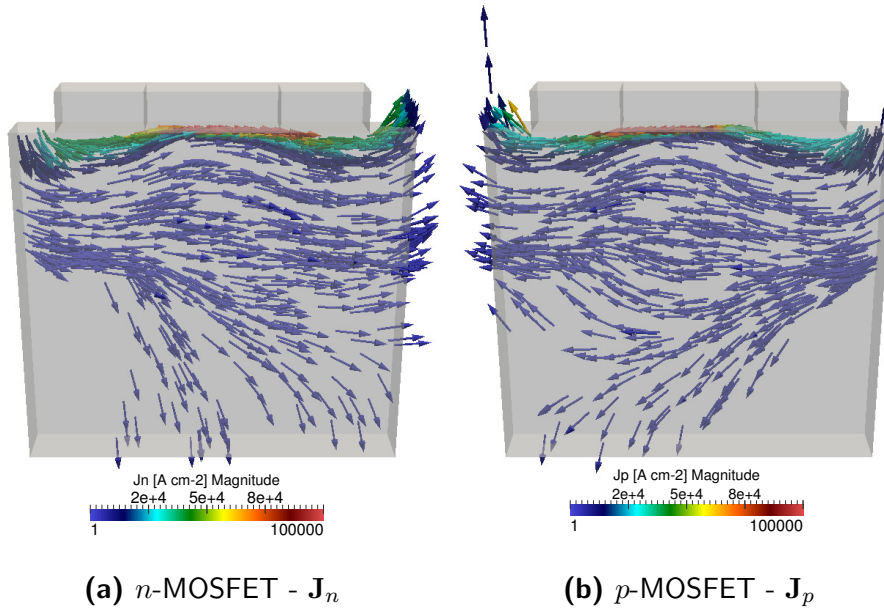 Jn [A cm-2] Magnitude
2e+4 5e+4 8e+4
1 100000
Jp [A cm-2] Magnitude
2e+4 5e+4 8e+4
1 100000
(a) n-MOSFET - Jₙ
(b) p-MOSFET - Jₚ